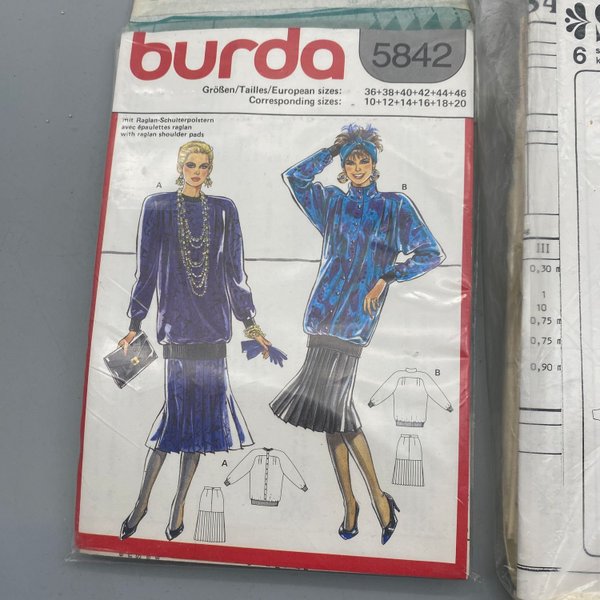 burda
5842
Größen/Tailles/European sizes: 36+38+40+42+44+46
Corresponding sizes: 10+12+14+16+18+20
mit Raglan-Schulterpolstern
avec épaulettes raglan
with raglan shoulder pads
A
B
B
A
6
III
0,30 m
1
10
0,75 m
0,75 m
0,90 m